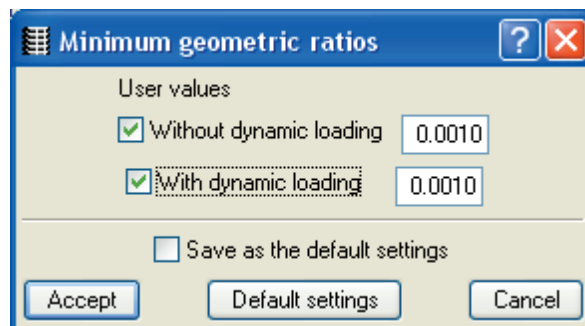 Minimum geometric ratios
User values
Without dynamic loading 0.0010
With dynamic loading 0.0010
Save as the default settings
Accept Default settings Cancel